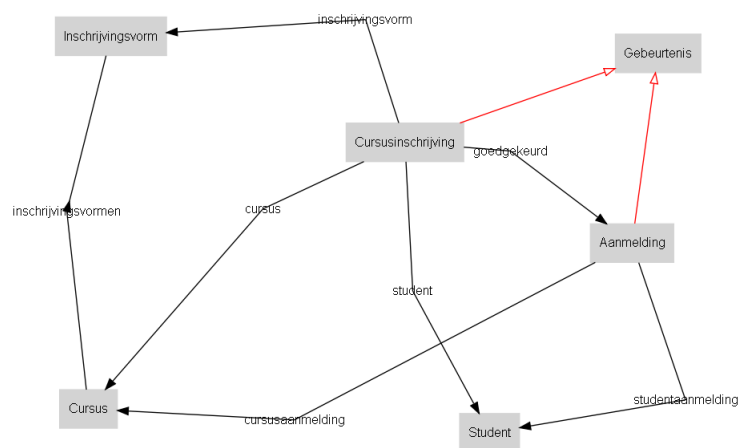 inschrijvingsvorm
Inschrijvingsvorm
Gebeurtenis
Cursusinschrijving
goedgekeurd
inschrijvingsvormen
cursus
Aanmelding
student
Cursus
cursusaanmelding
studentaanmelding
Student